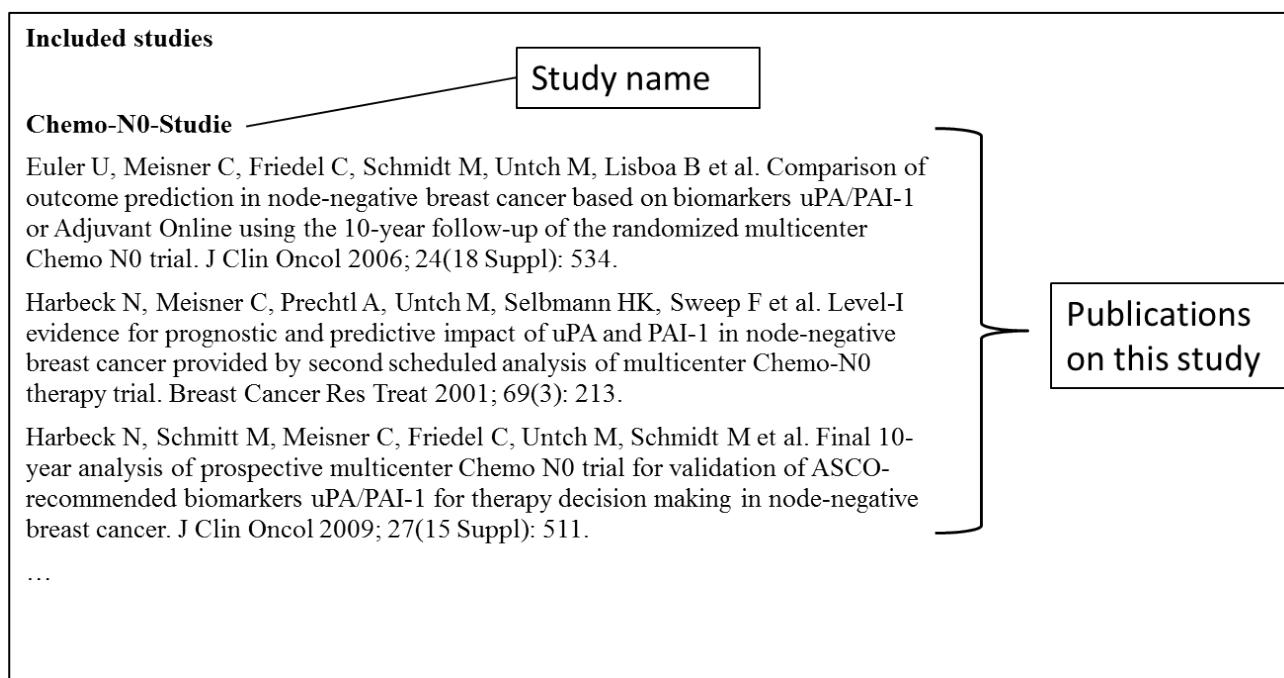 Included studies
Study name
Chemo-N0-Studie
Euler U, Meisner C, Friedel C, Schmidt M, Untch M, Lisboa B et al. Comparison of
outcome prediction in node-negative breast cancer based on biomarkers uPA/PAI-1
or Adjuvant Online using the 10-year follow-up of the randomized multicenter
Chemo N0 trial. J Clin Oncol 2006; 24(18 Suppl): 534.
Harbeck N, Meisner C, Prechtl A, Untch M, Selbmann HK, Sweep F et al. Level-I
evidence for prognostic and predictive impact of uPA and PAI-1 in node-negative
breast cancer provided by second scheduled analysis of multicenter Chemo-N0
therapy trial. Breast Cancer Res Treat 2001; 69(3): 213.
Harbeck N, Schmitt M, Meisner C, Friedel C, Untch M, Schmidt M et al. Final 10-
year analysis of prospective multicenter Chemo N0 trial for validation of ASCO-
recommended biomarkers uPA/PAI-1 for therapy decision making in node-negative
breast cancer. J Clin Oncol 2009; 27(15 Suppl): 511.
…
Publications
on this study